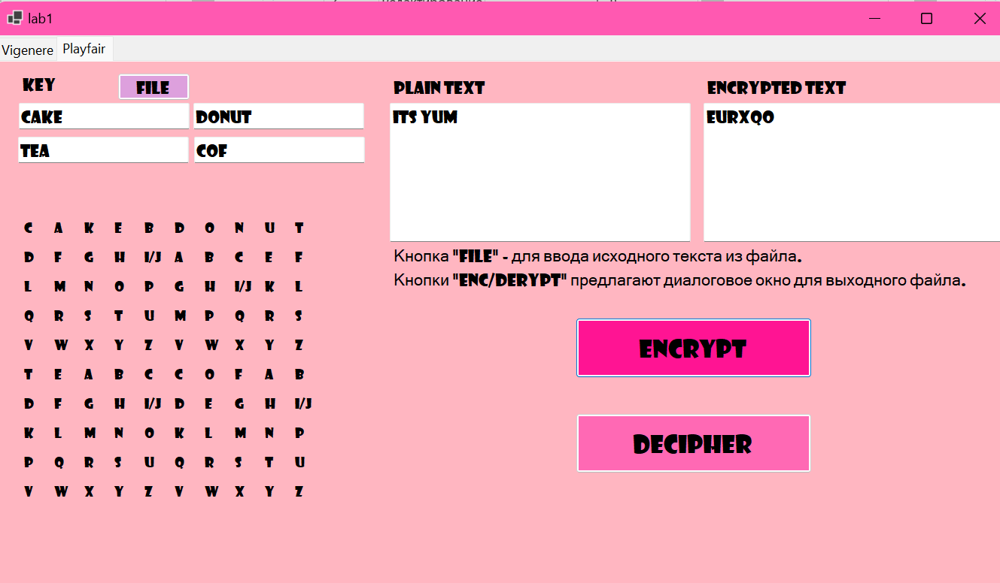 lab1
Vigenere Playfair
KEY FILE PLAIN TEXT ENCRYPTED TEXT
CAKE DONUT ITS YUM EURXQO
TEA COF
C A K E B D O N U T
D F G H I/J A B C E F
L M N O P G H I/J K L
Q R S T U M P Q R S
V W X Y Z V W X Y Z
T E A B C C O F A B
D F G H I/J D E G H I/J
K L M N O K L M N P
P Q R S U Q R S T U
V W X Y Z V W X Y Z
Кнопка "FILE" - для ввода исходного текста из файла.
Кнопки "ENC/DERYPT" предлагают диалоговое окно для выходного файла.
ENCRYPT
DECIPHER